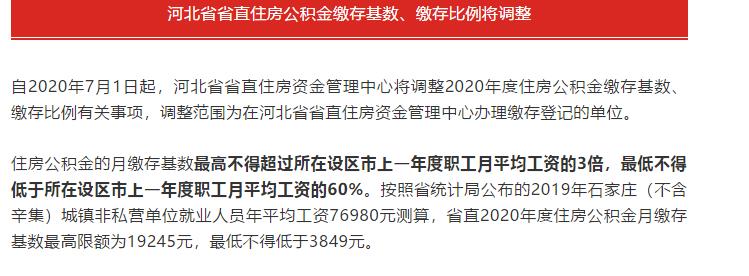 河北省省直住房公积金缴存基数、缴存比例将调整
自2020年7月1日起，河北省省直住房资金管理中心将调整2020年度住房公积金缴存基数、
缴存比例有关事项，调整范围为在河北省省直住房资金管理中心办理缴存登记的单位。
住房公积金的月缴存基数最高不得超过所在设区市上一年度职工月平均工资的3倍，最低不得
低于所在设区市上一年度职工月平均工资的60%。按照省统计局公布的2019年石家庄（不含
辛集）城镇非私营单位就业人员年平均工资76980元测算，省直2020年度住房公积金月缴存
基数最高限额为19245元，最低不得低于3849元。